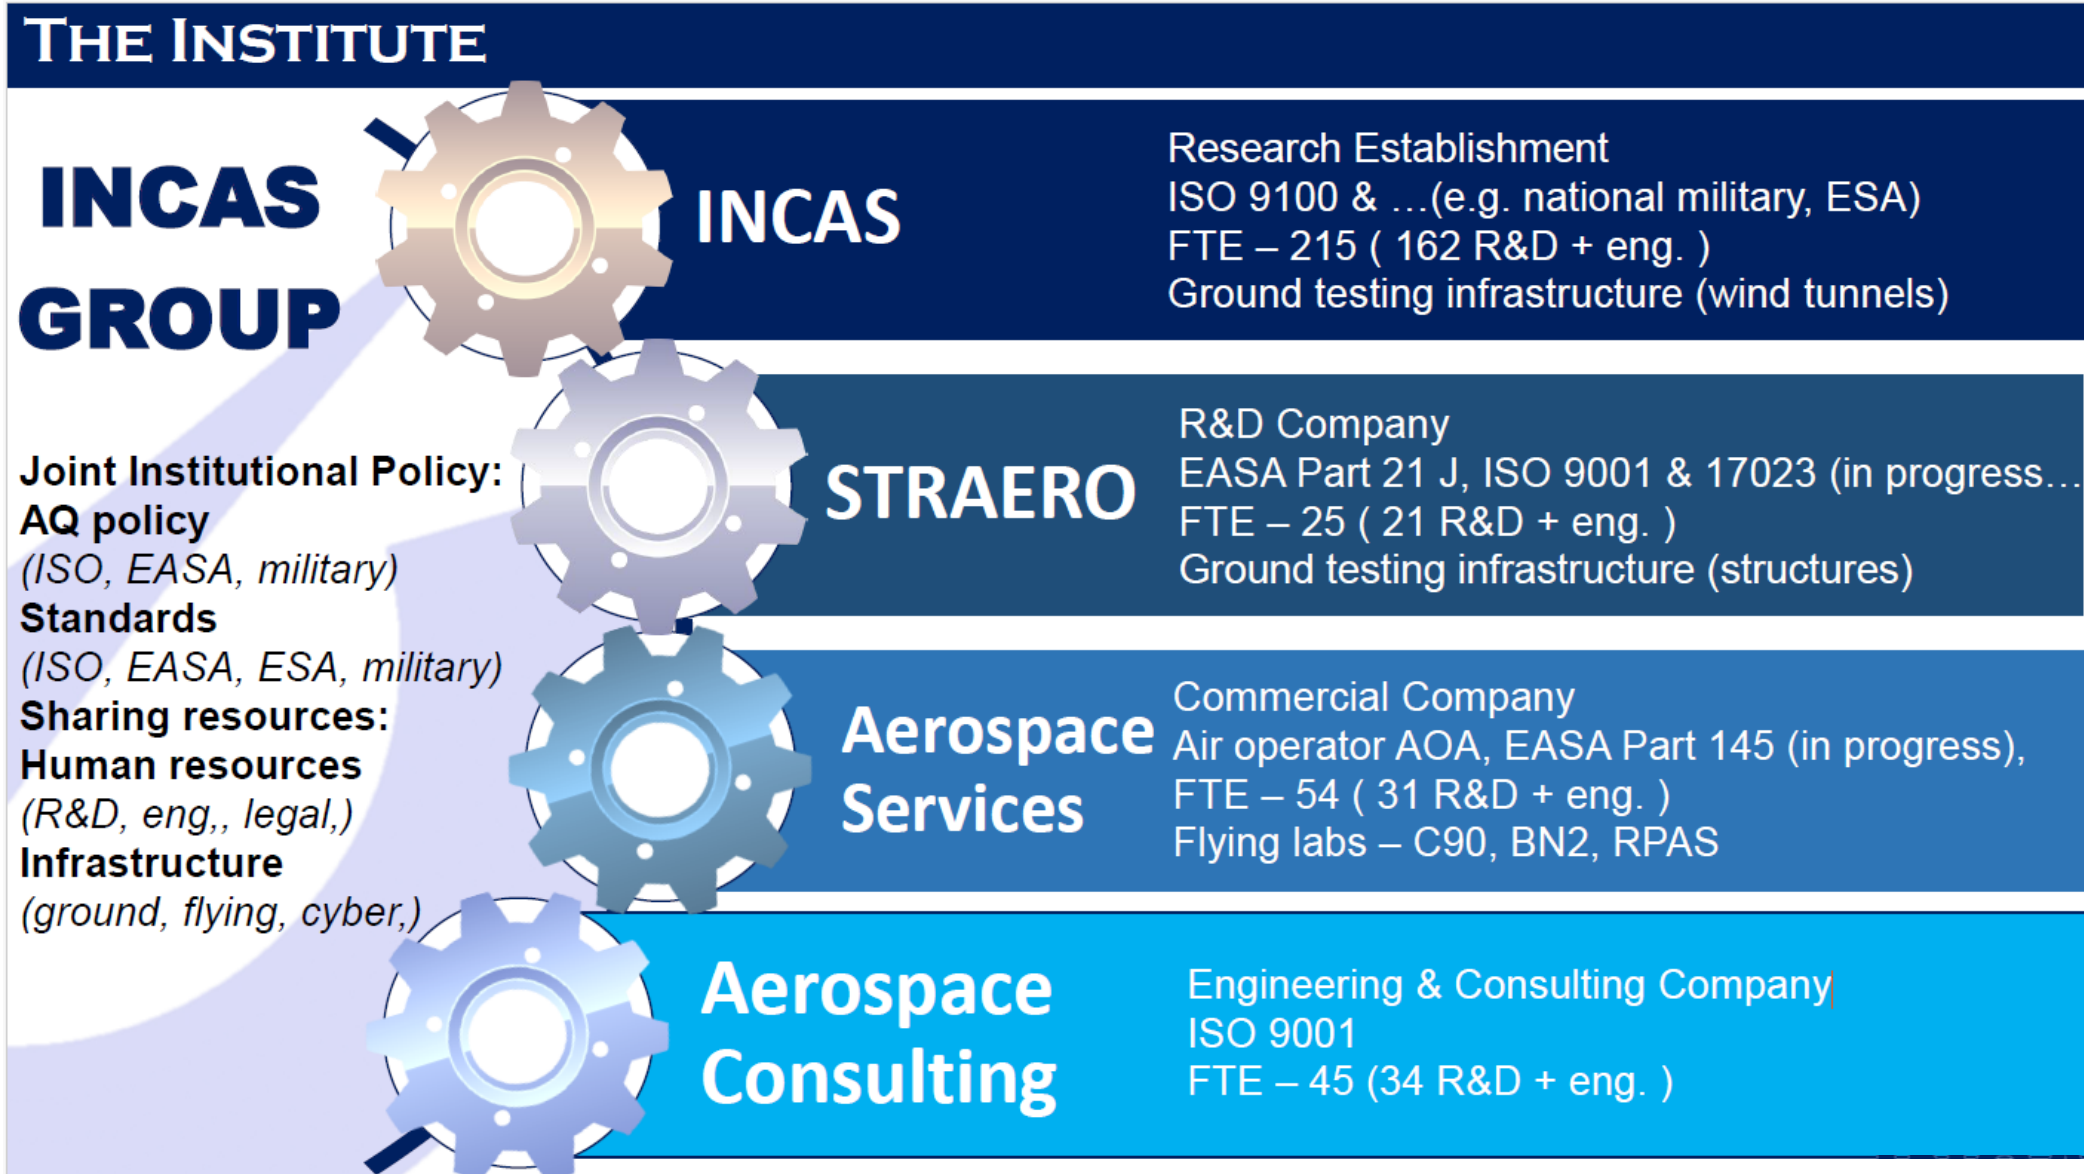 THE INSTITUTE
INCAS
GROUP
Joint Institutional Policy:
AQ policy
(ISO, EASA, military)
Standards
(ISO, EASA, ESA, military)
Sharing resources:
Human resources
(R&D, eng,, legal,)
Infrastructure
(ground, flying, cyber,)
INCAS
Research Establishment
ISO 9100 & …(e.g. national military, ESA)
FTE – 215 ( 162 R&D + eng. )
Ground testing infrastructure (wind tunnels)
STRAERO
R&D Company
EASA Part 21 J, ISO 9001 & 17023 (in progress…
FTE – 25 ( 21 R&D + eng. )
Ground testing infrastructure (structures)
Aerospace
Services
Commercial Company
Air operator AOA, EASA Part 145 (in progress),
FTE – 54 ( 31 R&D + eng. )
Flying labs – C90, BN2, RPAS
Aerospace
Consulting
Engineering & Consulting Company
ISO 9001
FTE – 45 (34 R&D + eng. )